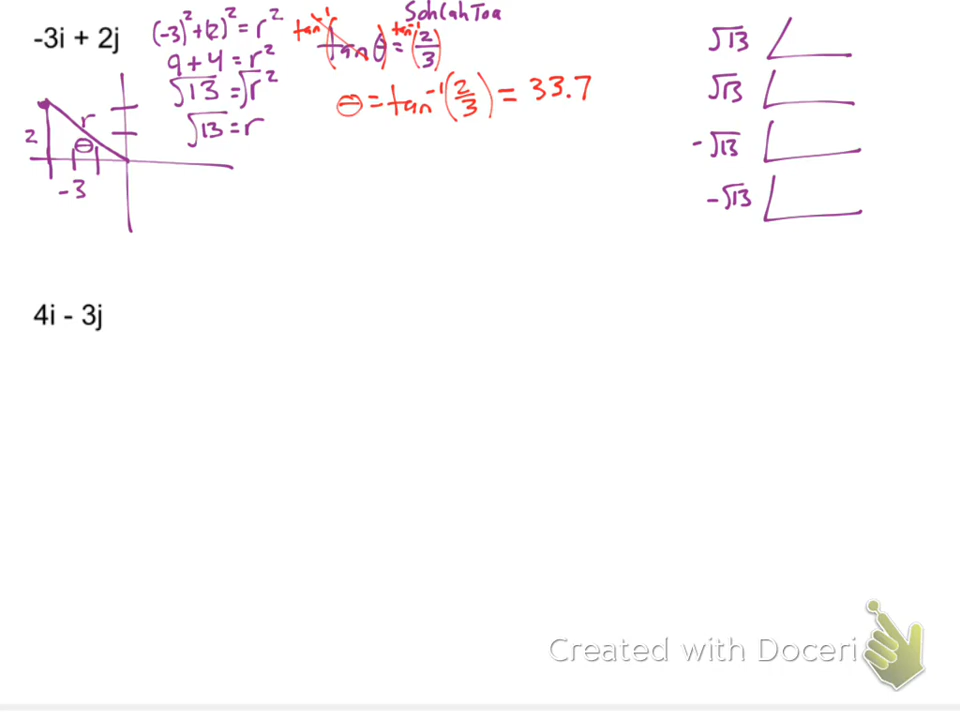 -3i + 2j
(-3)² + (2)² = r²
9 + 4 = r²
√13 = √r²
√13 = r
SohCahToa
tan⁻¹(tan θ) = tan⁻¹(2/3)
θ = tan⁻¹(2/3) = 33.7
r
2
θ
-3
√13
√13
-√13
-√13
4i - 3j
Created with Doceri